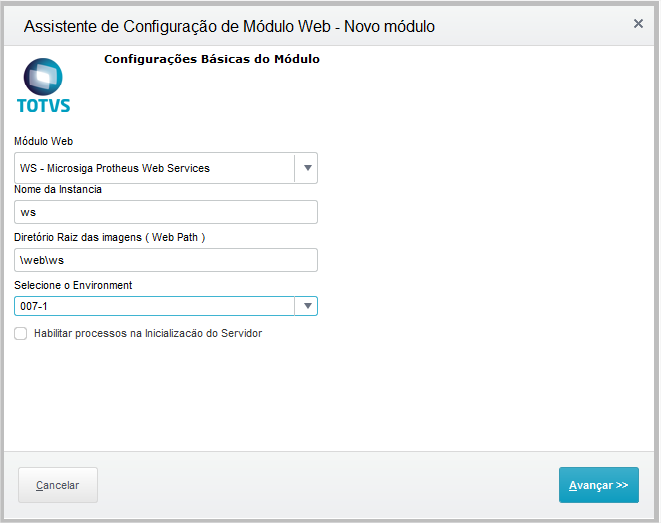 Assistente de Configuração de Módulo Web - Novo módulo
Configurações Básicas do Módulo
TOTVS
Módulo Web
WS - Microsiga Protheus Web Services
Nome da Instancia
ws
Diretório Raiz das imagens ( Web Path )
\web\ws
Selecione o Environment
007-1
Habilitar processos na Inicializacão do Servidor
Cancelar
Avançar >>